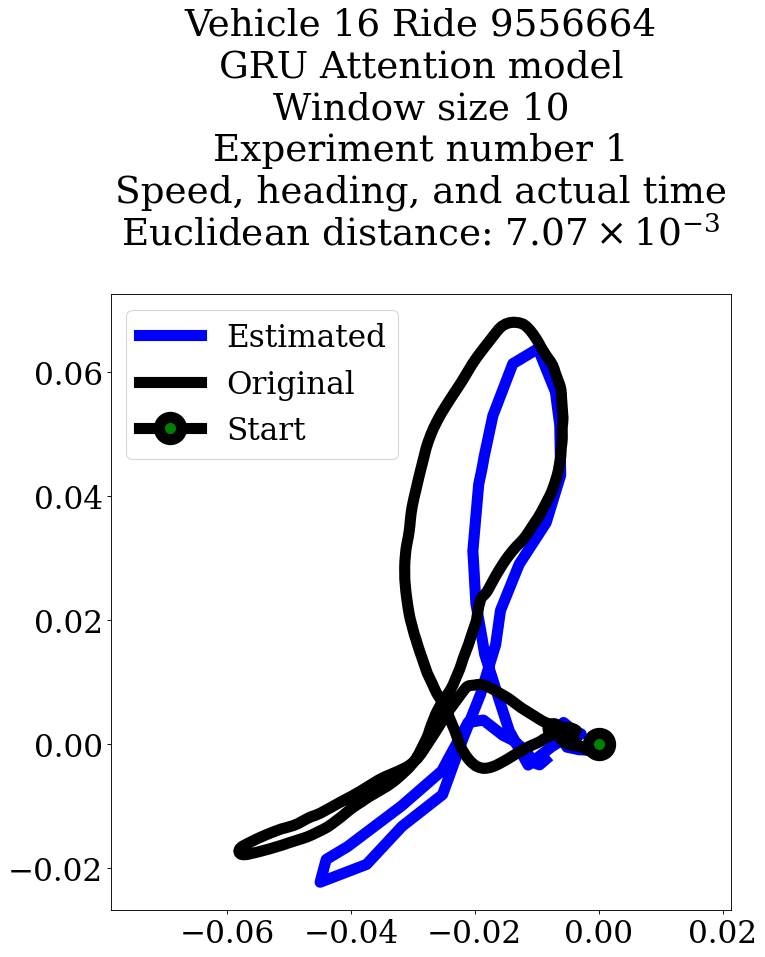 Vehicle 16 Ride 9556664
GRU Attention model
Window size 10
Experiment number 1
Speed, heading, and actual time
Euclidean distance: 7.07 × 10⁻³
Estimated
Original
Start
0.06
0.04
0.02
0.00
−0.02
−0.06 −0.04 −0.02 0.00 0.02